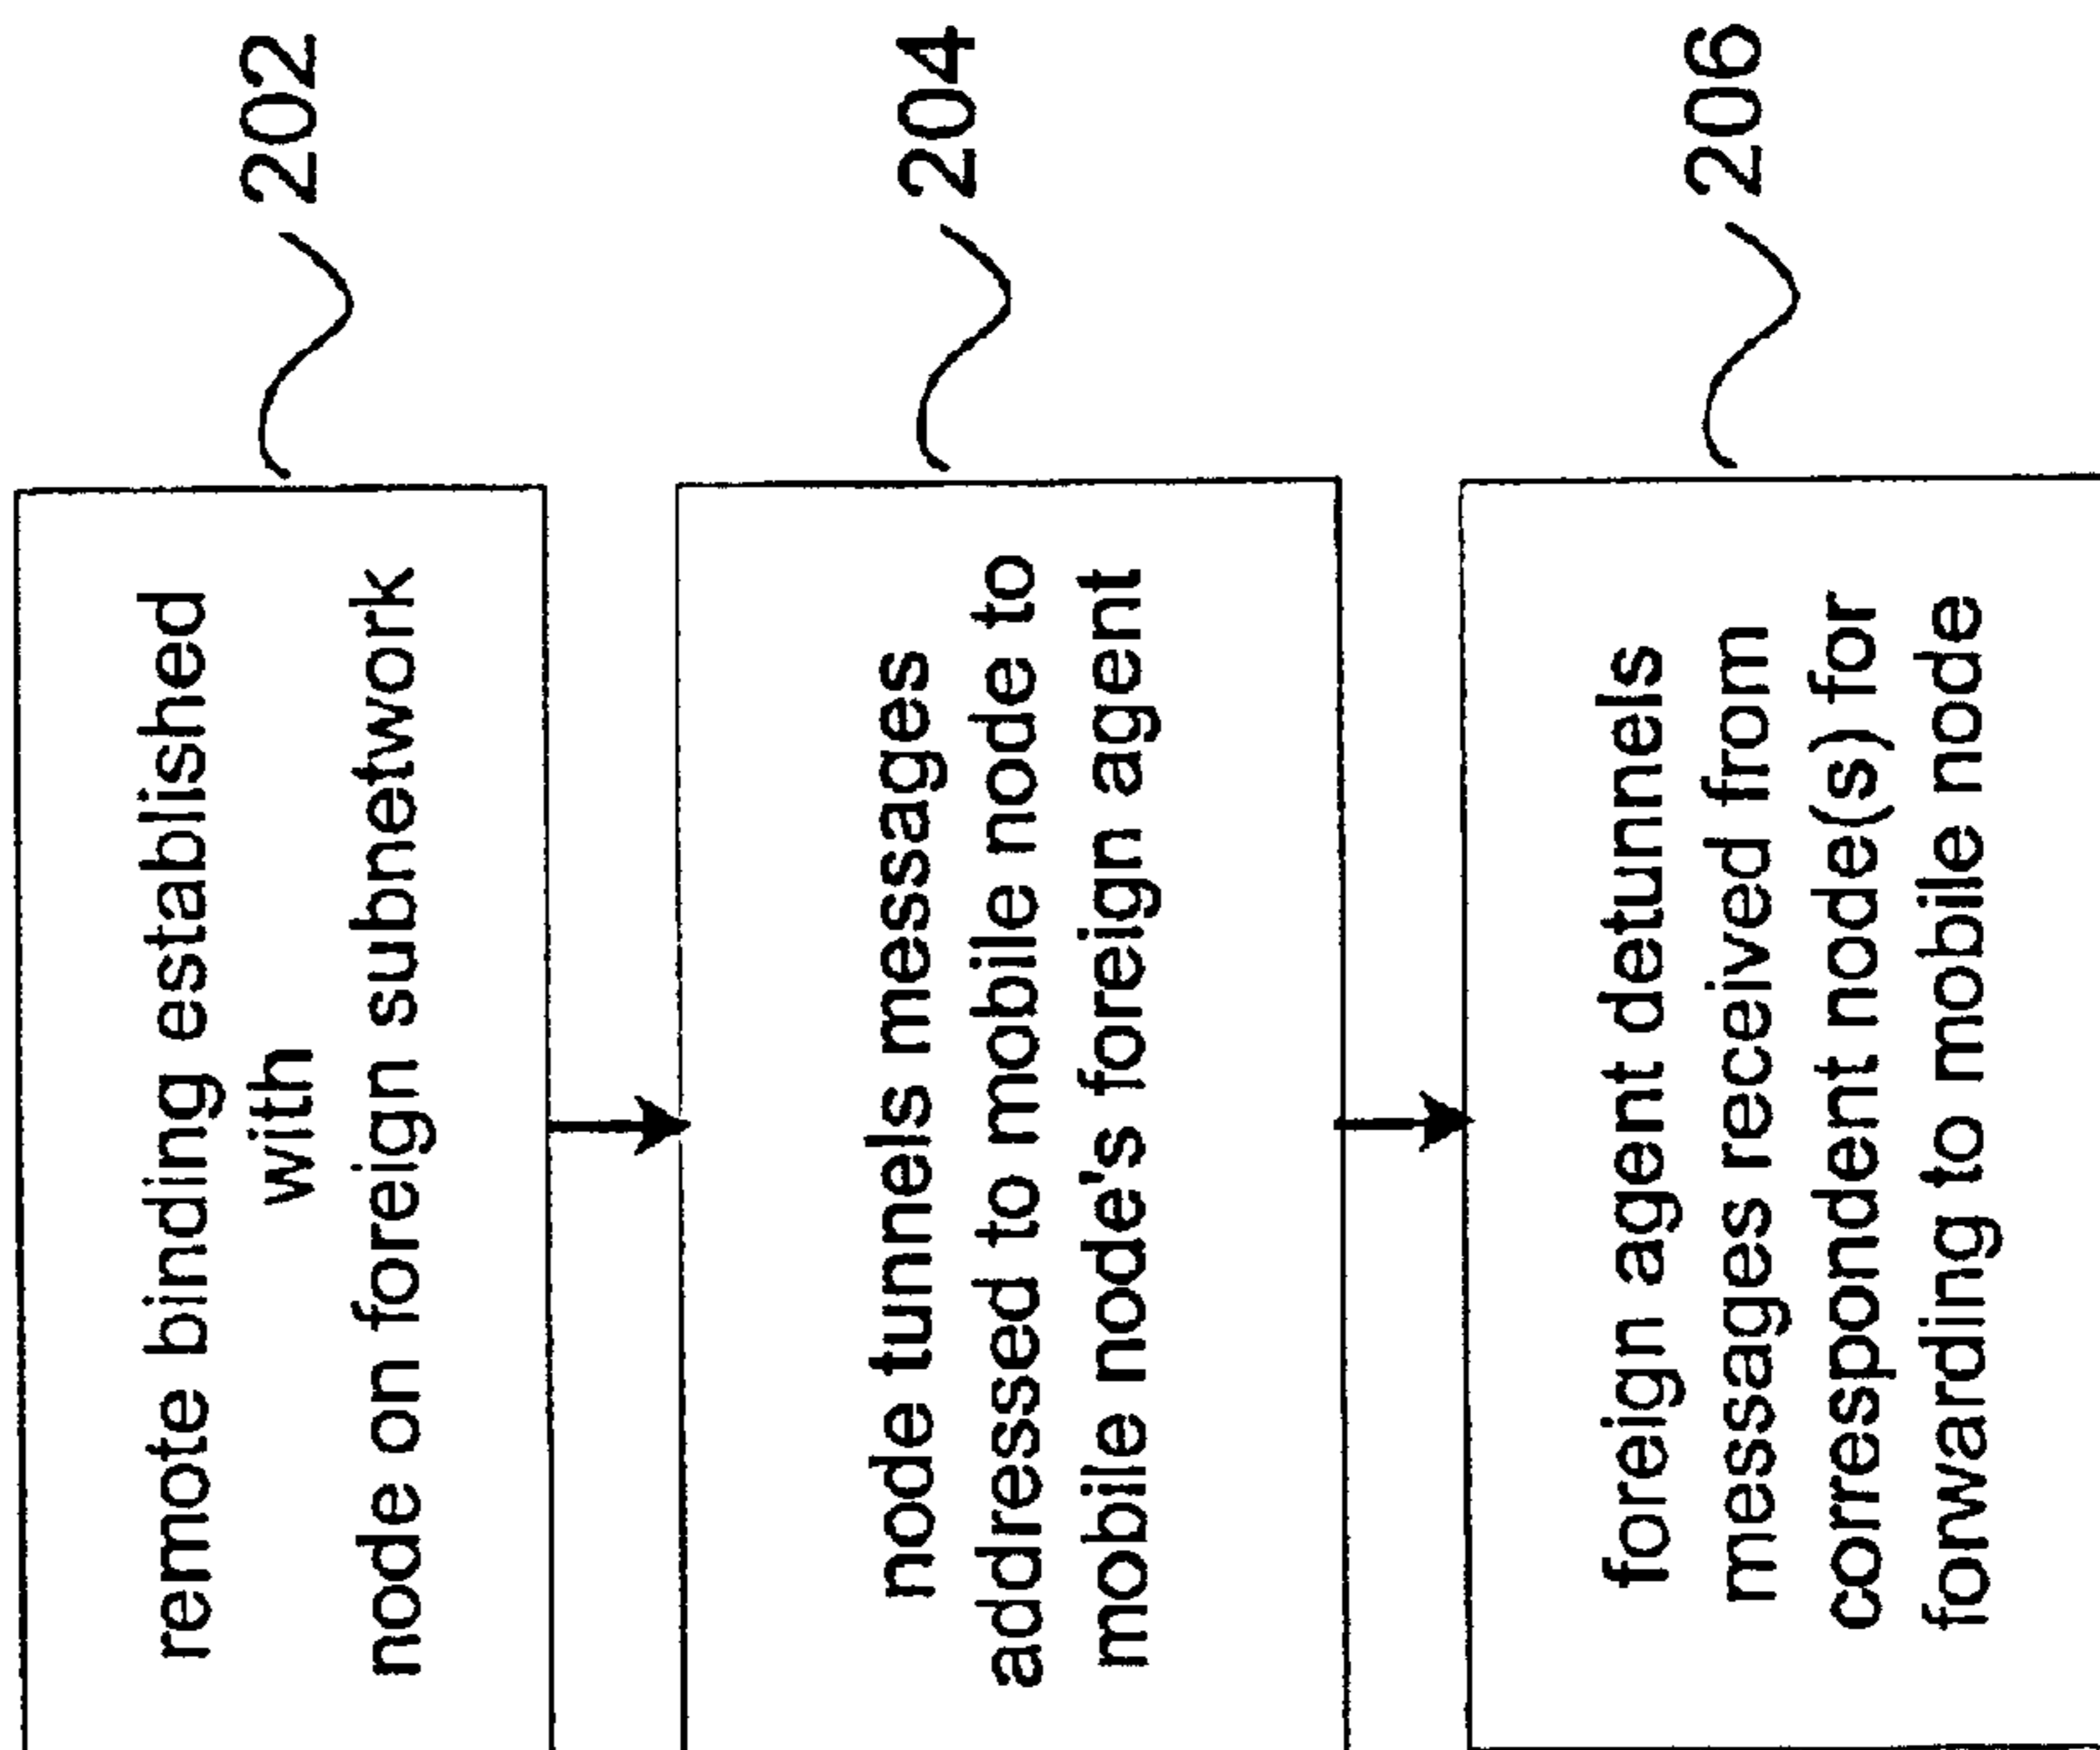 remote binding established
with
node on foreign subnetwork
202
node tunnels messages
addressed to mobile node to
mobile node's foreign agent
204
foreign agent detunnels
messages received from
correspondent node(s) for
forwarding to mobile node
206